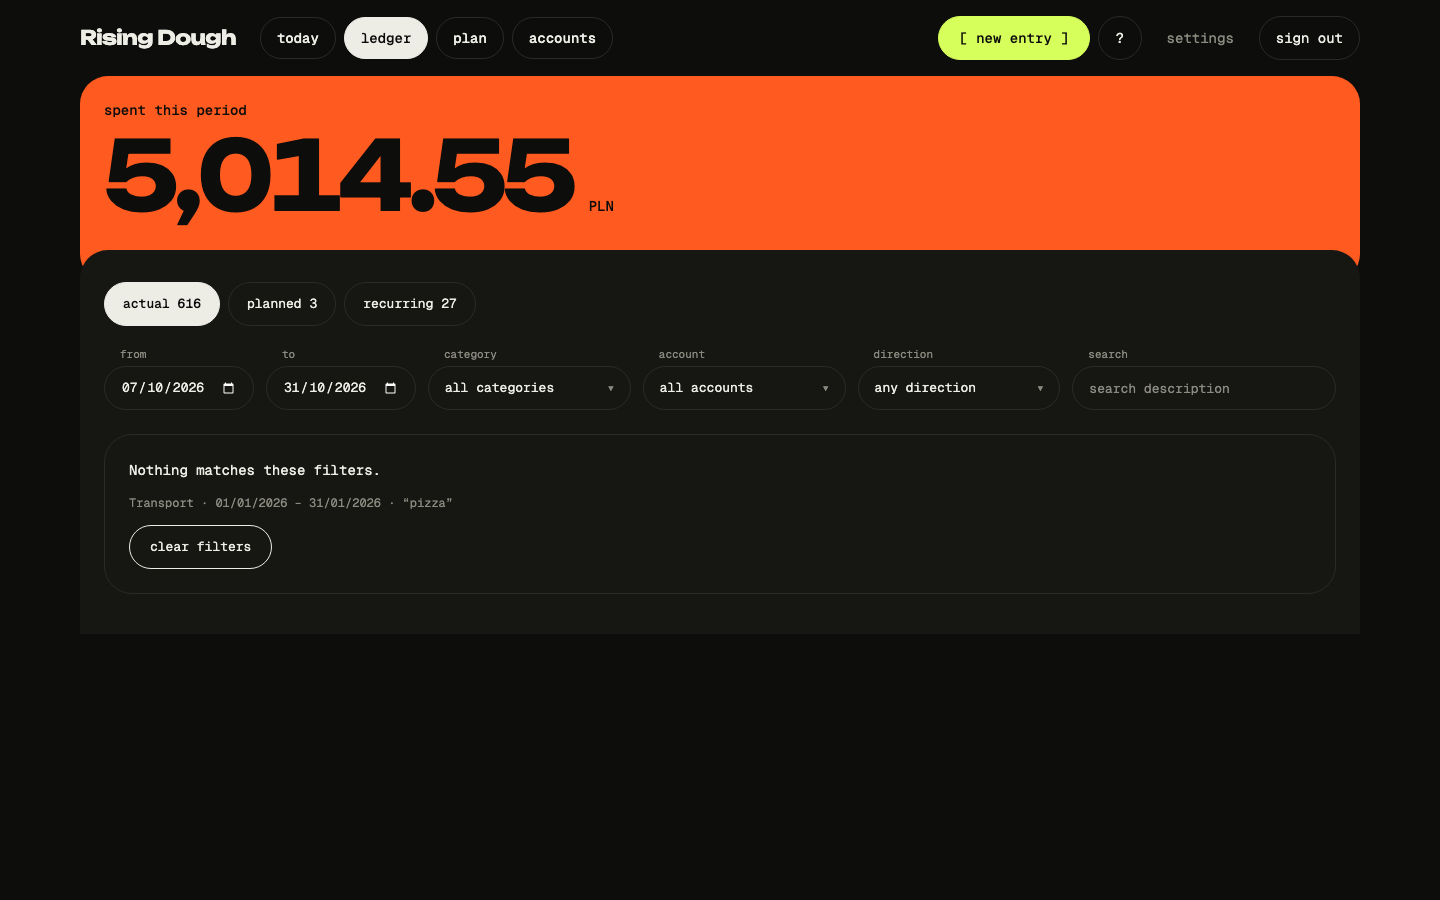 Rising Dough today ledger plan accounts [ new entry ] ? settings sign out
spent this period
5,014.55 PLN
actual 616 planned 3 recurring 27
from to category account direction search
07/10/2026 31/10/2026 all categories all accounts any direction search description
Nothing matches these filters.
Transport · 01/01/2026 – 31/01/2026 · “pizza”
clear filters